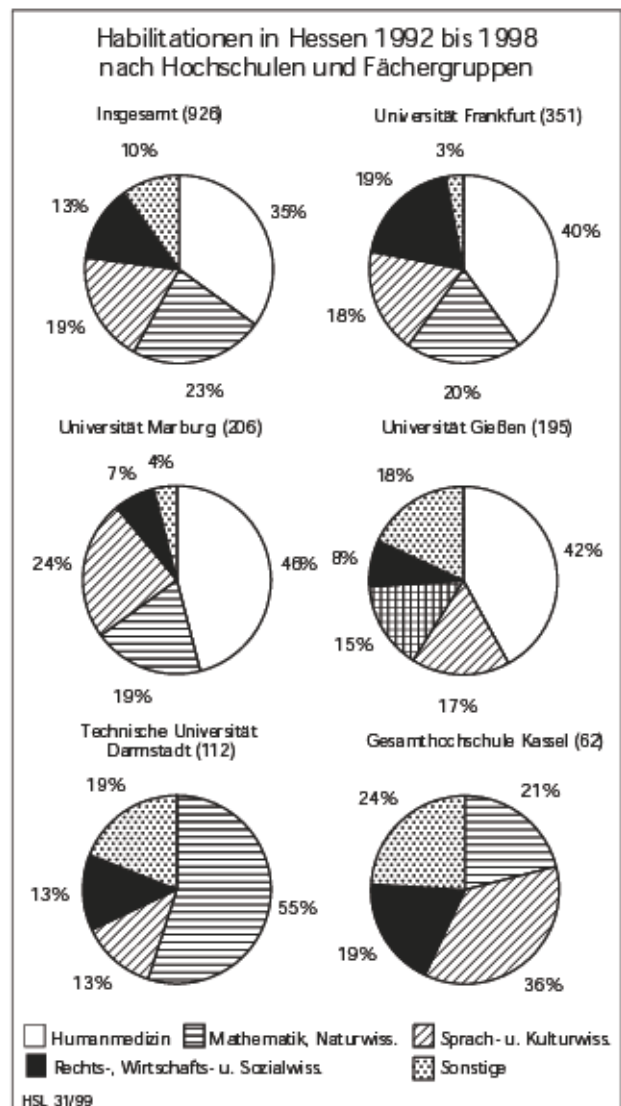 Habilitationen in Hessen 1992 bis 1998
nach Hochschulen und Fächergruppen
Insgesamt (926)
10%
13%
35%
19%
23%
Universität Frankfurt (351)
3%
19%
40%
18%
20%
Universität Marburg (206)
4%
7%
24%
46%
19%
Universität Gießen (195)
18%
42%
8%
15%
17%
Technische Universität
Darmstadt (112)
19%
13%
55%
13%
Gesamthochschule Kassel (62)
21%
24%
19%
36%
Humanmedizin
Mathematik, Naturwiss.
Sprach- u. Kulturwiss.
Rechts-, Wirtschafts- u. Sozialwiss.
Sonstige
HSL 31/99